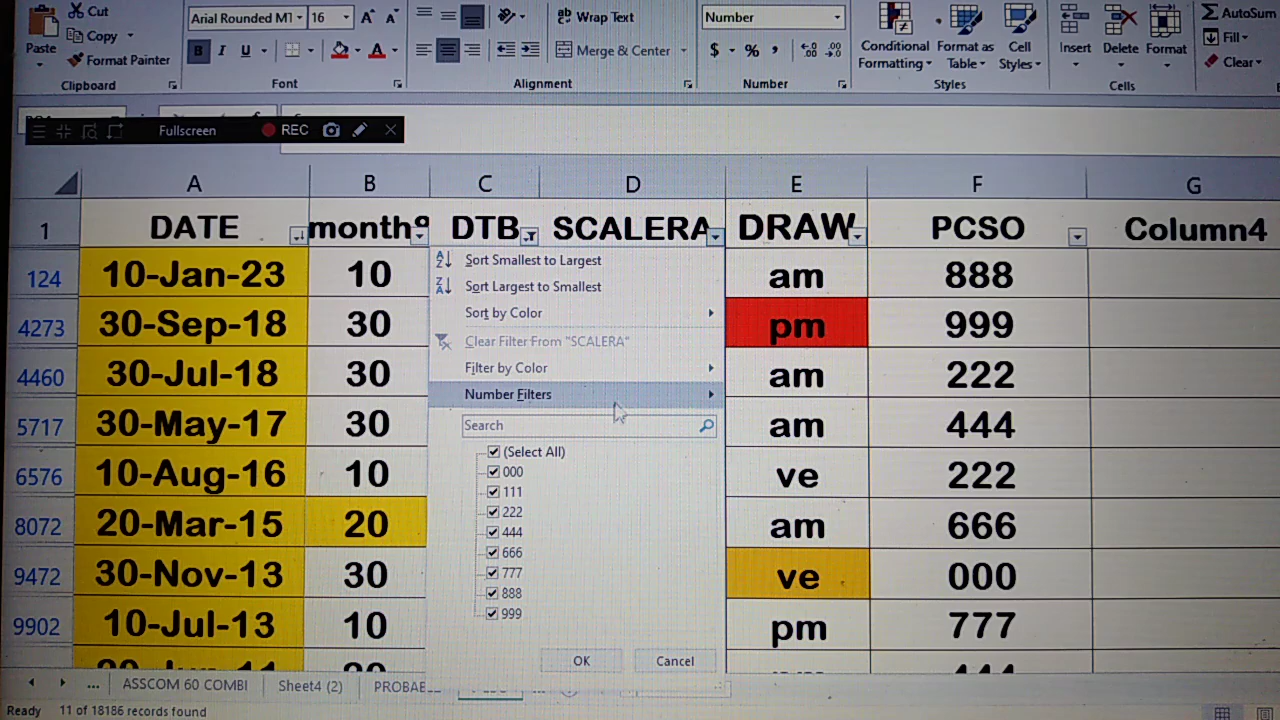 Cut
Copy
Format Painter
Paste
Clipboard
Arial Rounded MT 16 A A
B I U A
Font
Wrap Text
Merge & Center
Alignment
Number
$ % ,
Number
Conditional Formatting
Format as Table
Cell Styles
Styles
Insert Delete Format
Cells
AutoSum
Fill
Clear
Fullscreen REC
A B C D E F G
1 DATE DTB SCALERA DRAW PCSO Column4
124 10-Jan-23 10 am 888
4273 30-Sep-18 30 pm 999
4460 30-Jul-18 30 am 222
5717 30-May-17 30 am 444
6576 10-Aug-16 10 ve 222
8072 20-Mar-15 20 am 666
9472 30-Nov-13 30 ve 000
9902 10-Jul-13 10 pm 777
Sort Smallest to Largest
Sort Largest to Smallest
Sort by Color
Clear Filter From "SCALERA"
Filter by Color
Number Filters
Search
(Select All)
000
111
222
444
666
777
888
999
OK Cancel
... ASSCOM 60 COMBI Sheet4 (2)
Ready 11 of 18186 records found